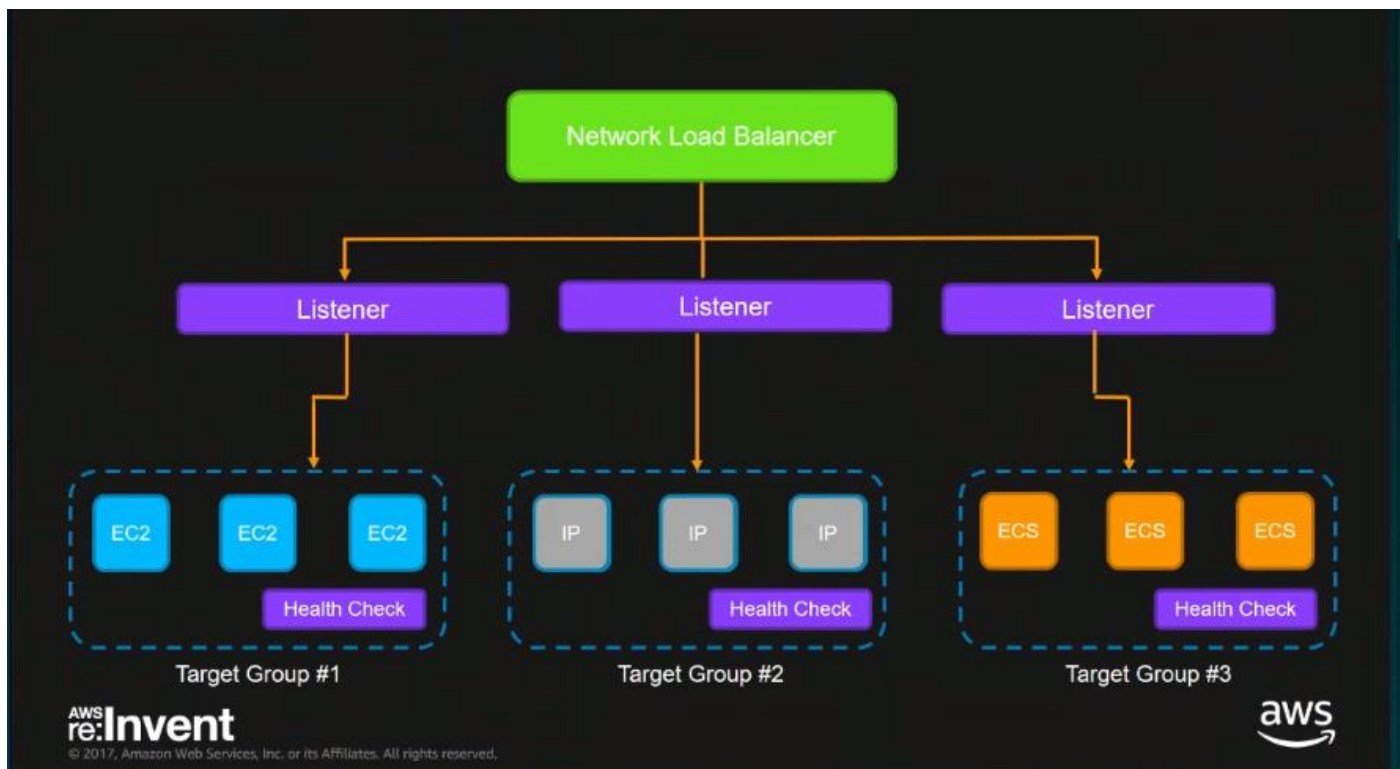 Network Load Balancer
Listener
Listener
Listener
EC2
EC2
EC2
Health Check
IP
IP
IP
Health Check
ECS
ECS
ECS
Health Check
Target Group #1
Target Group #2
Target Group #3
AWS
re:Invent
aws
© 2017, Amazon Web Services, Inc. or its Affiliates. All rights reserved.